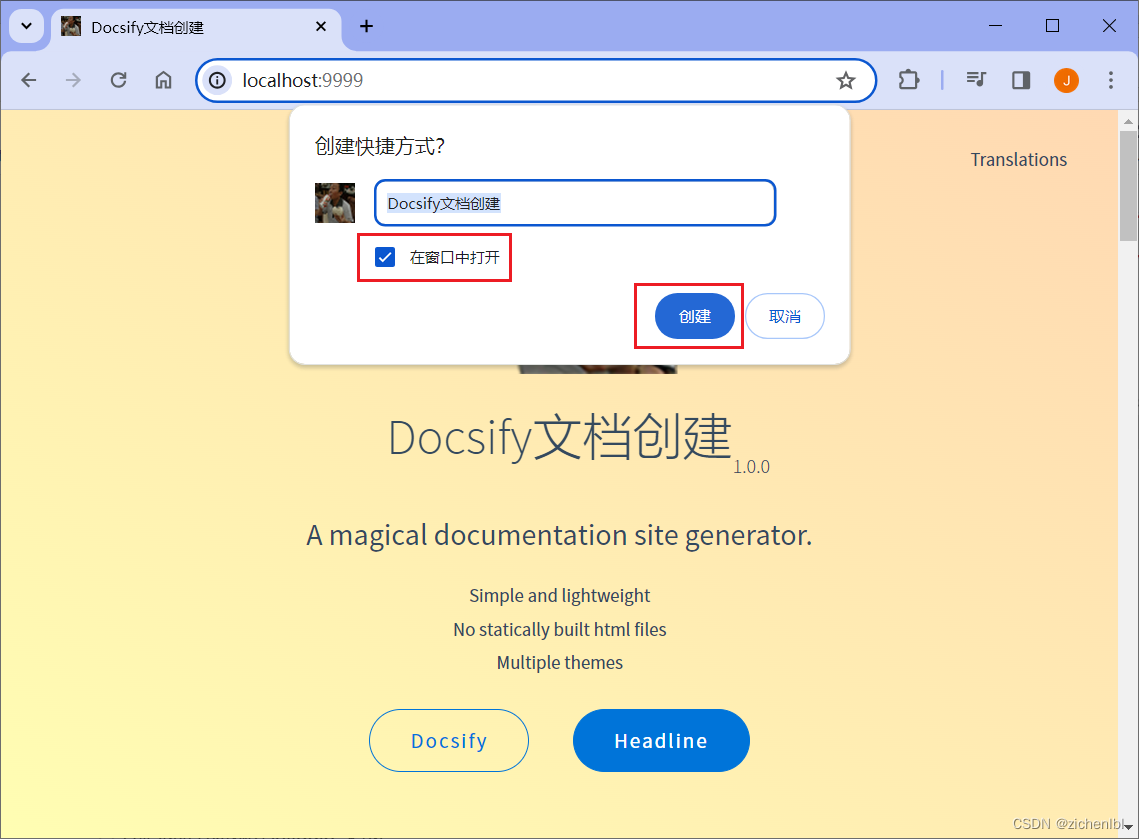 Docsify文档创建
localhost:9999
J
创建快捷方式?
Docsify文档创建
在窗口中打开
创建 取消
Translations
Docsify文档创建 1.0.0
A magical documentation site generator.
Simple and lightweight
No statically built html files
Multiple themes
Docsify Headline
CSDN @zichenlbl